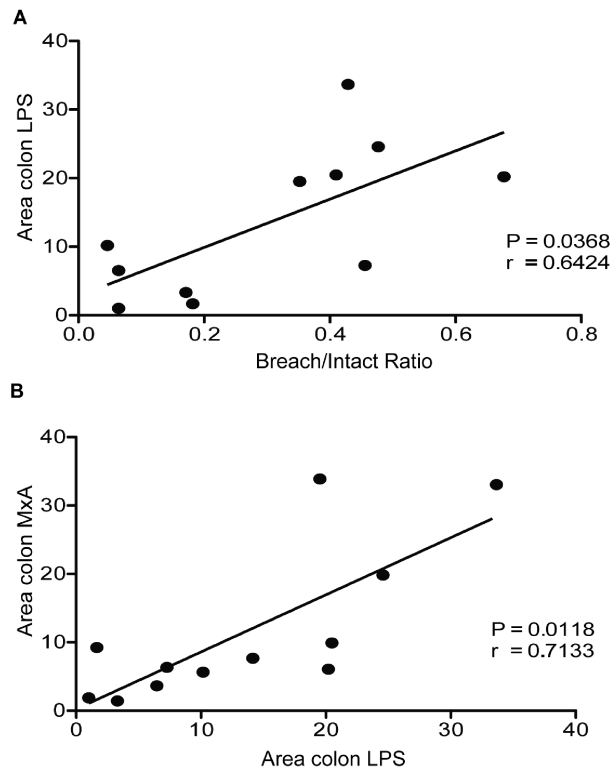 A
40
30
20
10
0
Area colon LPS
0.0 0.2 0.4 0.6 0.8
Breach/Intact Ratio
P = 0.0368
r = 0.6424
B
40
30
20
10
0
Area colon MxA
0 10 20 30 40
Area colon LPS
P = 0.0118
r = 0.7133